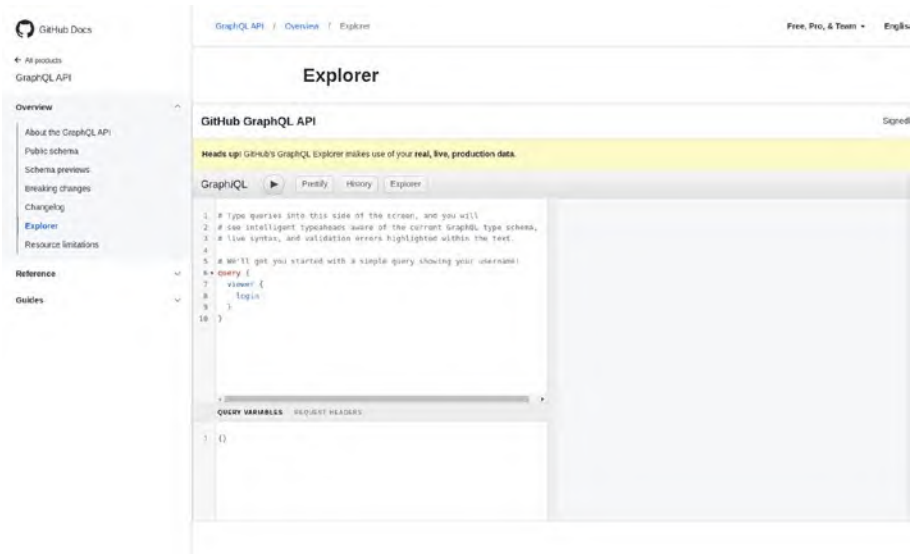 GitHub Docs
GraphQL API / Overview / Explorer
Free, Pro, & Team
← All products
GraphQL API
Explorer
Overview
About the GraphQL API
Public schema
Schema previews
Breaking changes
Changelog
Explorer
Resource limitations
Reference
Guides
GitHub GraphQL API
Heads up! GitHub's GraphQL Explorer makes use of your real, live, production data.
GraphiQL Prettify History Explorer
1 # Type queries into this side of the screen, and you will
2 # see intelligent typeaheads aware of the current GraphQL type schema,
3 # live syntax, and validation errors highlighted within the text.
4
5 # We'll get you started with a simple query showing your username!
6 query {
7 viewer {
8 login
9 }
10 }
QUERY VARIABLES REQUEST HEADERS
1 {}